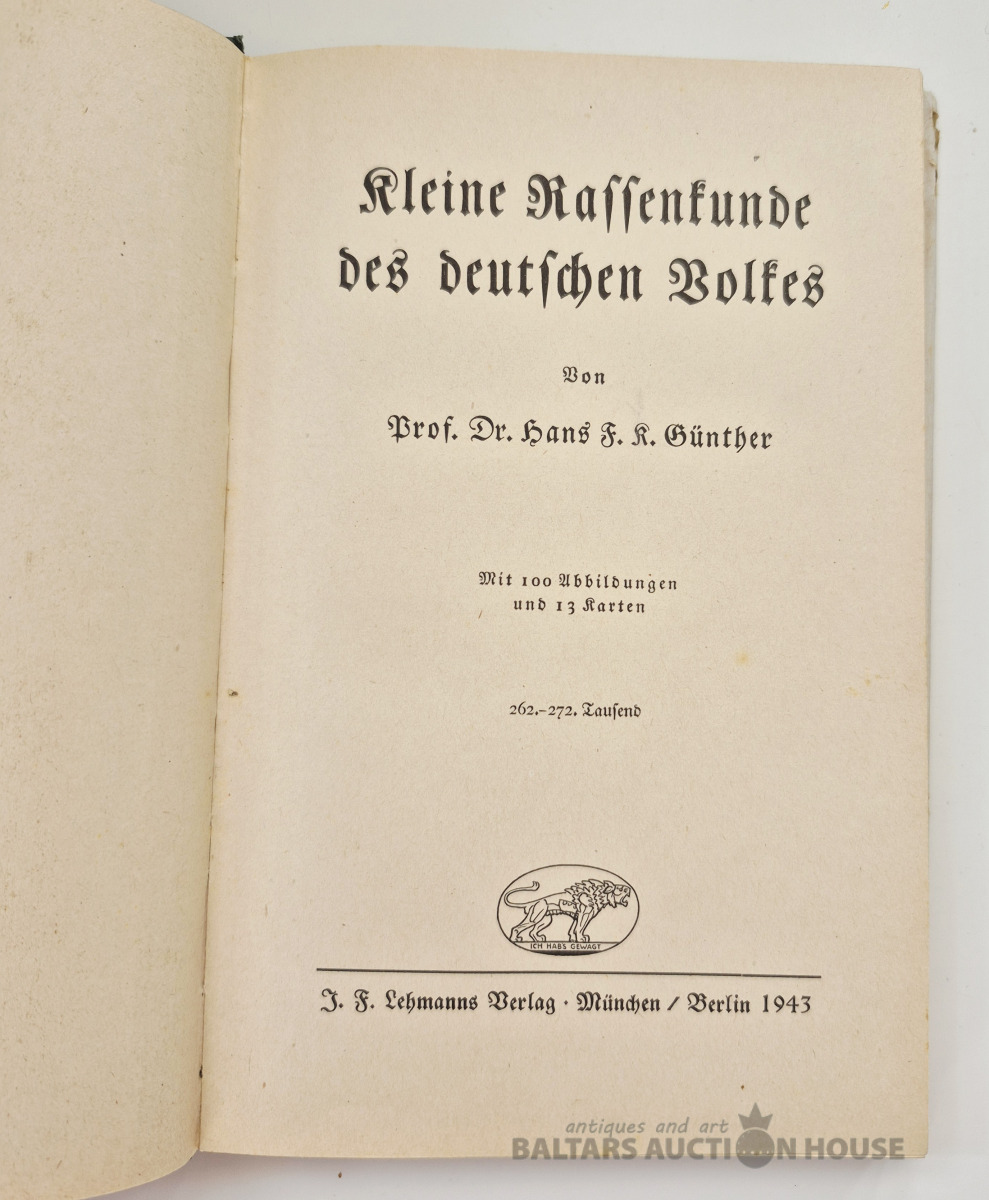 Kleine Rassenkunde
des deutschen Volkes
Von
Prof. Dr. Hans F. K. Günther
Mit 100 Abbildungen
und 13 Karten
262.-272. Tausend
ICH HABS GEWAGT
J. F. Lehmanns Verlag · München / Berlin 1943
antiques and art
BALTARS AUCTION HOUSE